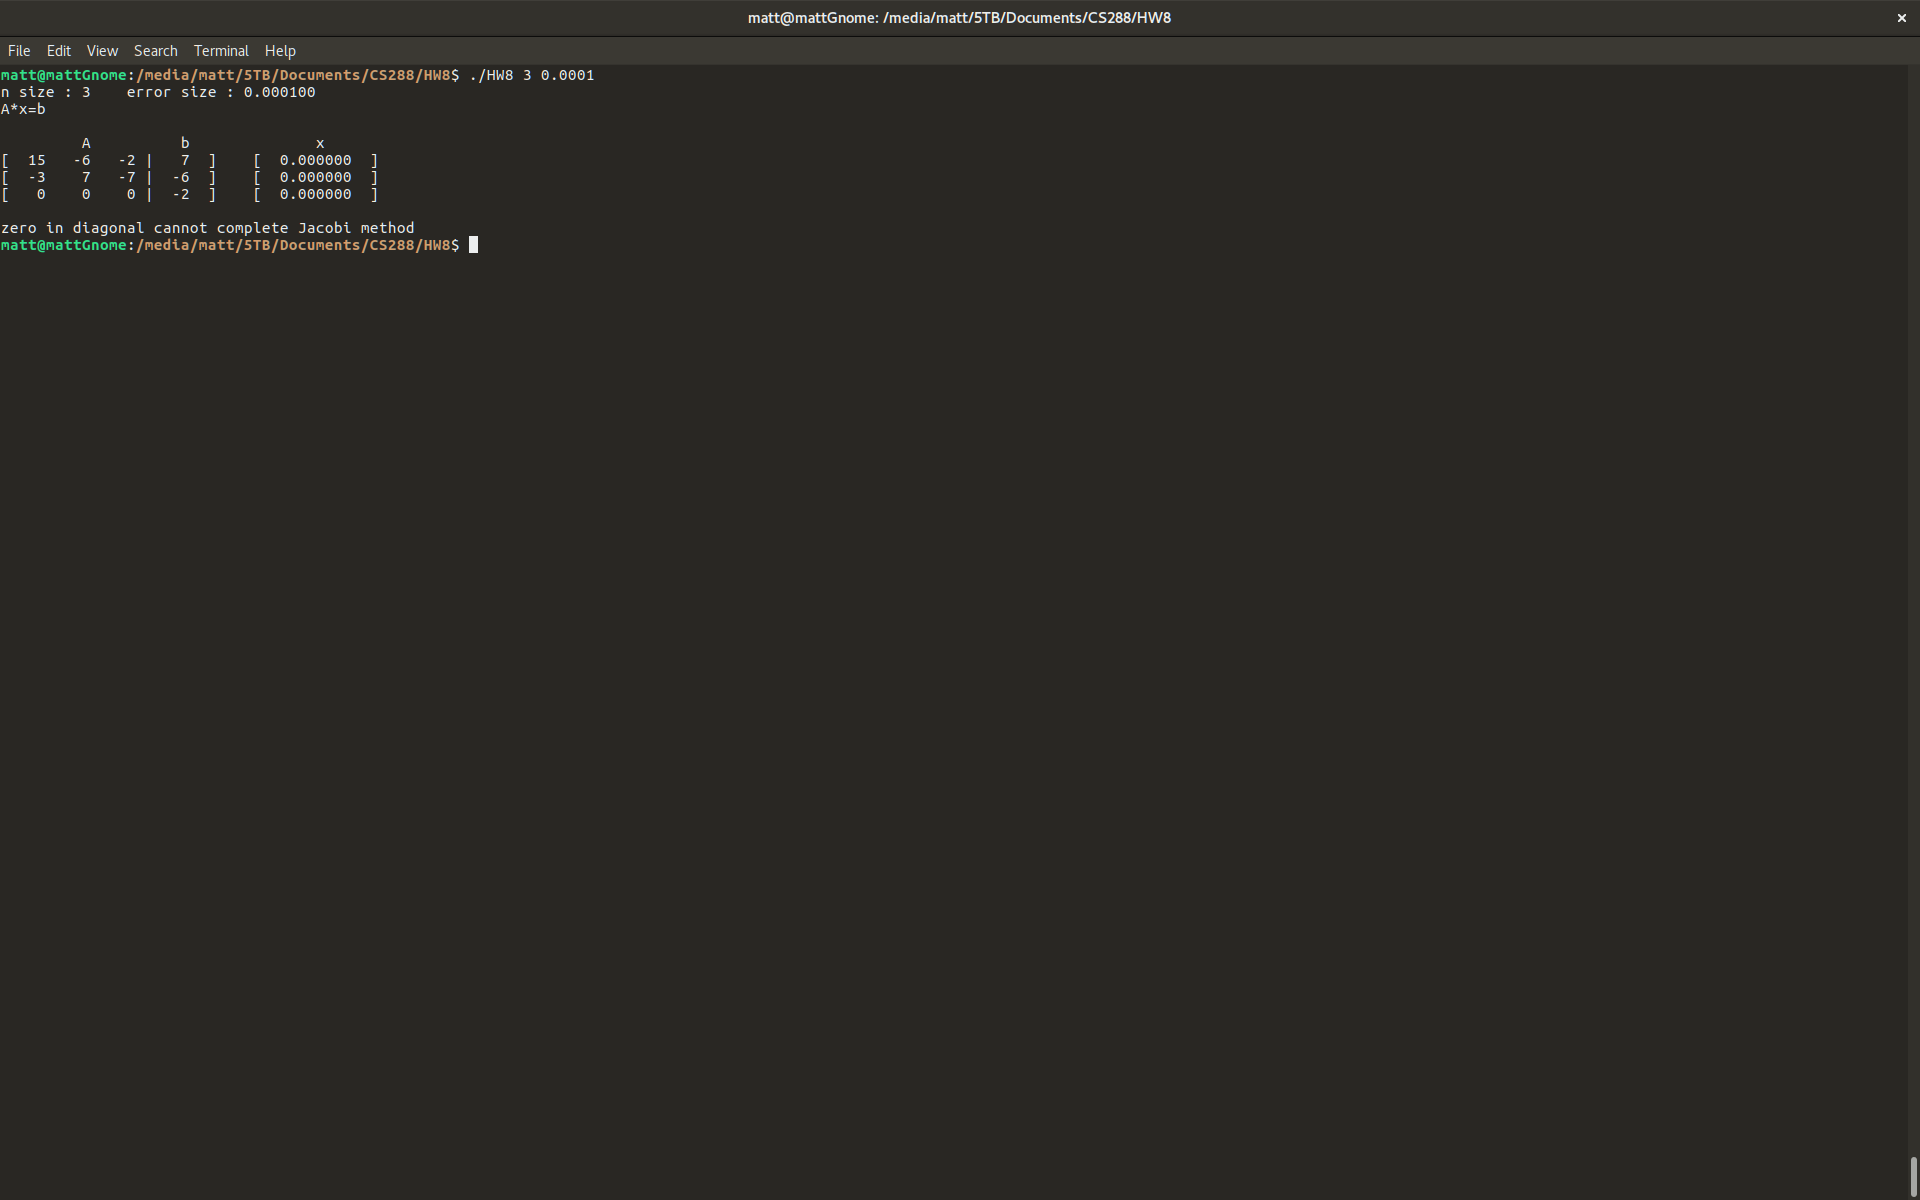 matt@mattGnome: /media/matt/5TB/Documents/CS288/HW8 ×
File Edit View Search Terminal Help
matt@mattGnome:/media/matt/5TB/Documents/CS288/HW8$ ./HW8 3 0.0001
n size : 3    error size : 0.000100
A*x=b
         A          b              x
[  15   -6   -2 |   7  ]    [  0.000000  ]
[  -3    7   -7 |  -6  ]    [  0.000000  ]
[   0    0    0 |  -2  ]    [  0.000000  ]
zero in diagonal cannot complete Jacobi method
matt@mattGnome:/media/matt/5TB/Documents/CS288/HW8$